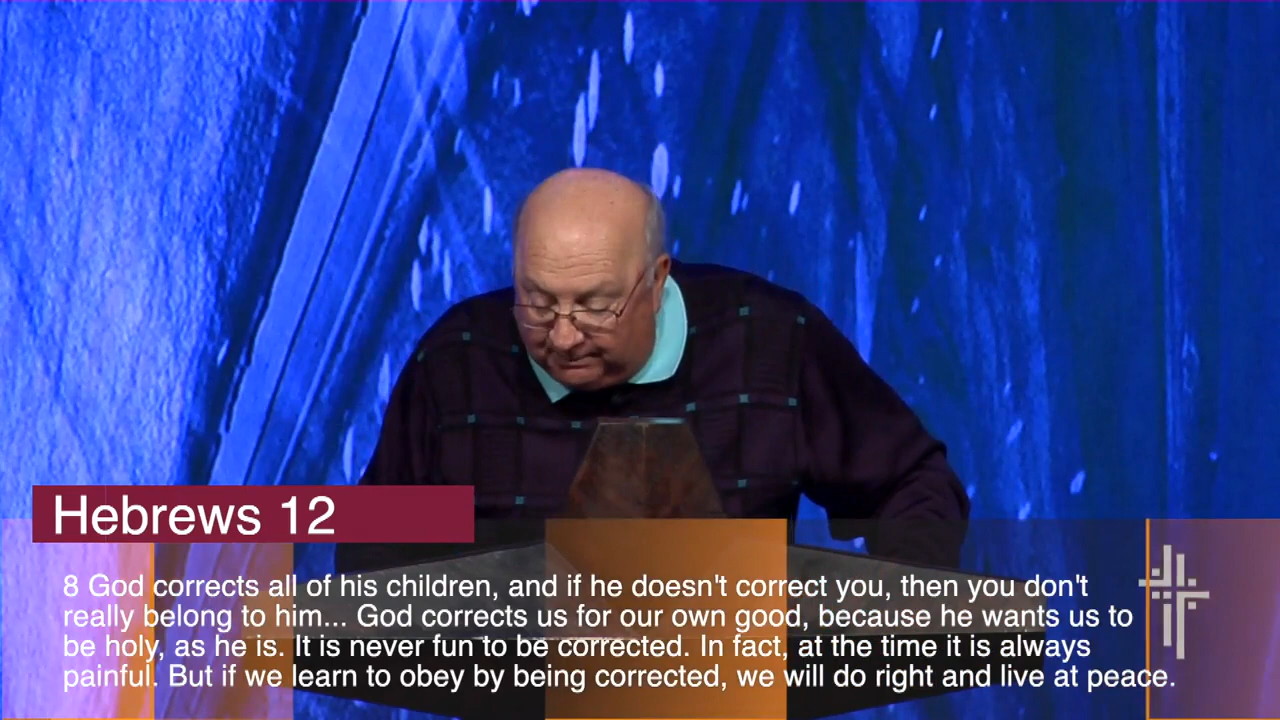 Hebrews 12
8 God corrects all of his children, and if he doesn't correct you, then you don't
really belong to him... God corrects us for our own good, because he wants us to
be holy, as he is. It is never fun to be corrected. In fact, at the time it is always
painful. But if we learn to obey by being corrected, we will do right and live at peace.